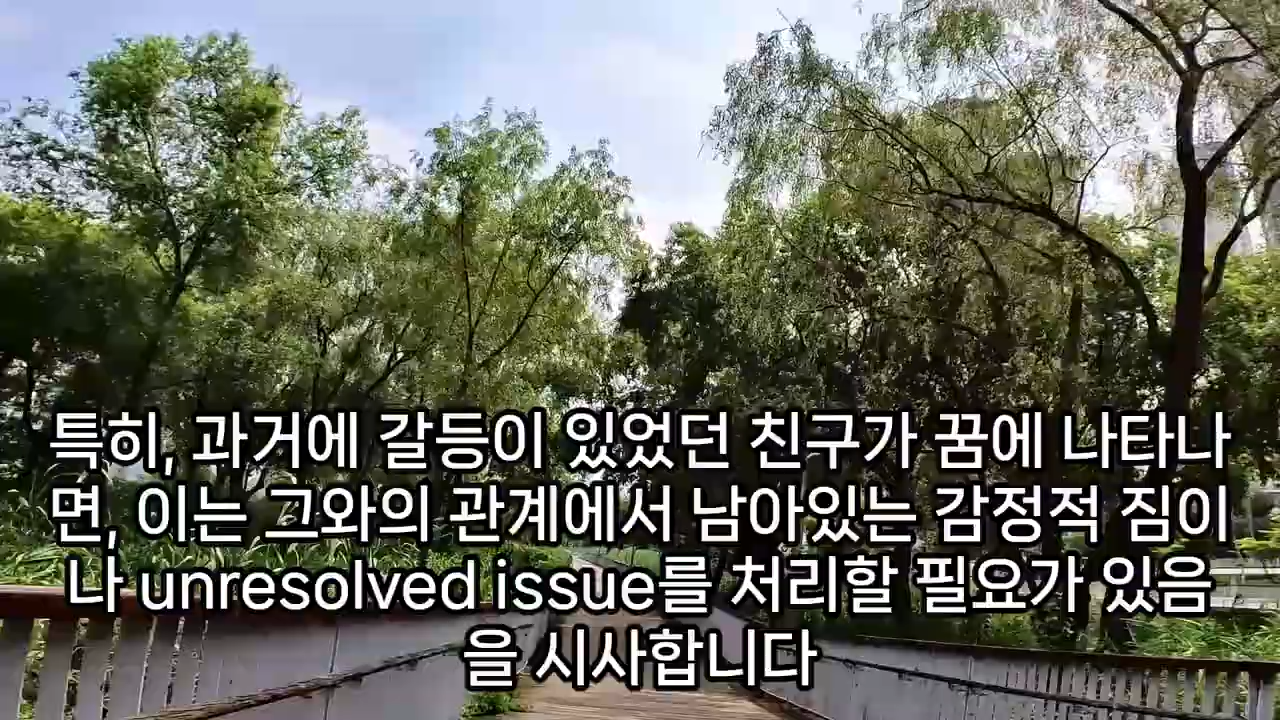 특히, 과거에 갈등이 있었던 친구가 꿈에 나타나
면, 이는 그와의 관계에서 남아있는 감정적 짐이
나 unresolved issue를 처리할 필요가 있음
을 시사합니다